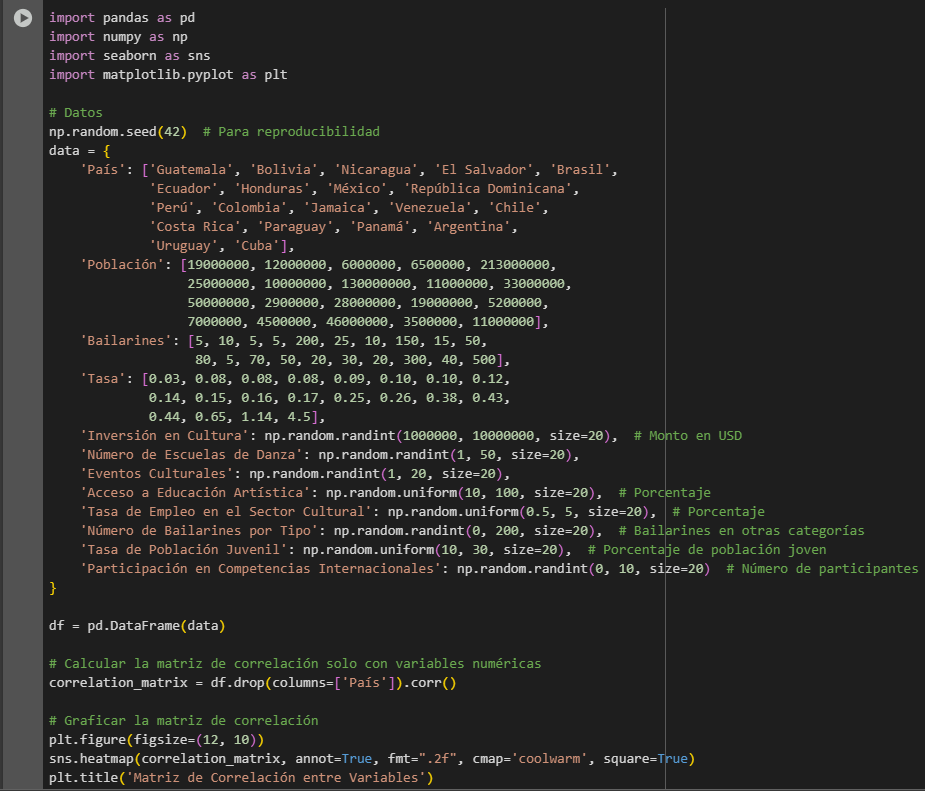 import pandas as pd
import numpy as np
import seaborn as sns
import matplotlib.pyplot as plt

# Datos
np.random.seed(42)  # Para reproducibilidad
data = {
    'País': ['Guatemala', 'Bolivia', 'Nicaragua', 'El Salvador', 'Brasil',
             'Ecuador', 'Honduras', 'México', 'República Dominicana',
             'Perú', 'Colombia', 'Jamaica', 'Venezuela', 'Chile',
             'Costa Rica', 'Paraguay', 'Panamá', 'Argentina',
             'Uruguay', 'Cuba'],
    'Población': [19000000, 12000000, 6000000, 6500000, 213000000,
                  25000000, 10000000, 130000000, 11000000, 33000000,
                  50000000, 2900000, 28000000, 19000000, 5200000,
                  7000000, 4500000, 46000000, 3500000, 11000000],
    'Bailarines': [5, 10, 5, 5, 200, 25, 10, 150, 15, 50,
                   80, 5, 70, 50, 20, 30, 20, 300, 40, 500],
    'Tasa': [0.03, 0.08, 0.08, 0.08, 0.09, 0.10, 0.10, 0.12,
             0.14, 0.15, 0.16, 0.17, 0.25, 0.26, 0.38, 0.43,
             0.44, 0.65, 1.14, 4.5],
    'Inversión en Cultura': np.random.randint(1000000, 10000000, size=20),  # Monto en USD
    'Número de Escuelas de Danza': np.random.randint(1, 50, size=20),
    'Eventos Culturales': np.random.randint(1, 20, size=20),
    'Acceso a Educación Artística': np.random.uniform(10, 100, size=20),  # Porcentaje
    'Tasa de Empleo en el Sector Cultural': np.random.uniform(0.5, 5, size=20),  # Porcentaje
    'Número de Bailarines por Tipo': np.random.randint(0, 200, size=20),  # Bailarines en otras categorías
    'Tasa de Población Juvenil': np.random.uniform(10, 30, size=20),  # Porcentaje de población joven
    'Participación en Competencias Internacionales': np.random.randint(0, 10, size=20)  # Número de participantes
}

df = pd.DataFrame(data)

# Calcular la matriz de correlación solo con variables numéricas
correlation_matrix = df.drop(columns=['País']).corr()

# Graficar la matriz de correlación
plt.figure(figsize=(12, 10))
sns.heatmap(correlation_matrix, annot=True, fmt=".2f", cmap='coolwarm', square=True)
plt.title('Matriz de Correlación entre Variables')